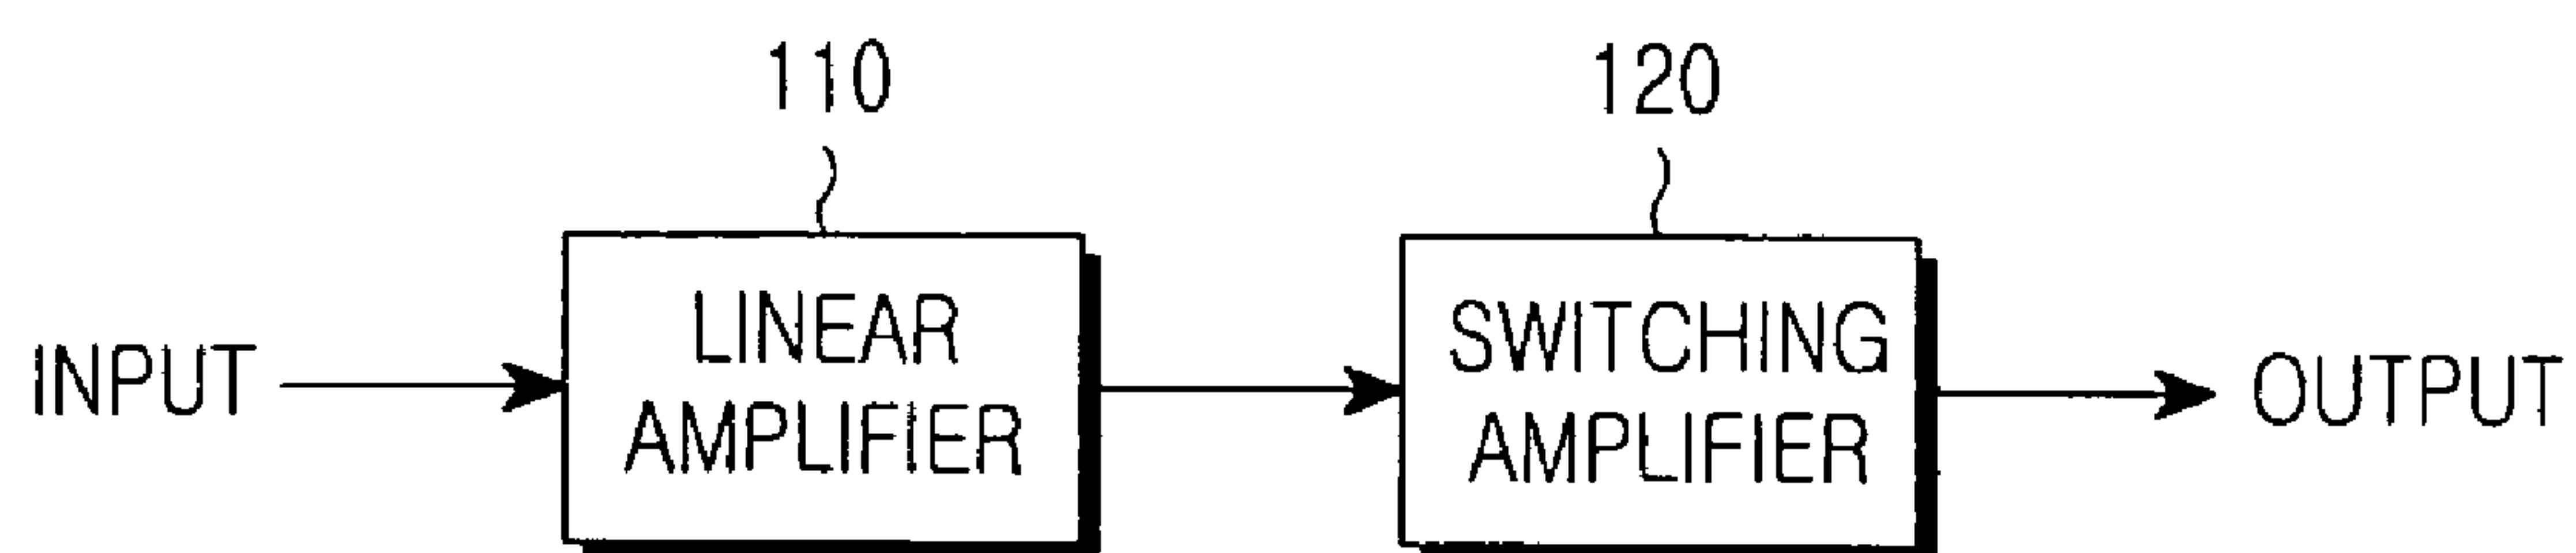 110
120
INPUT
LINEAR
AMPLIFIER
SWITCHING
AMPLIFIER
OUTPUT